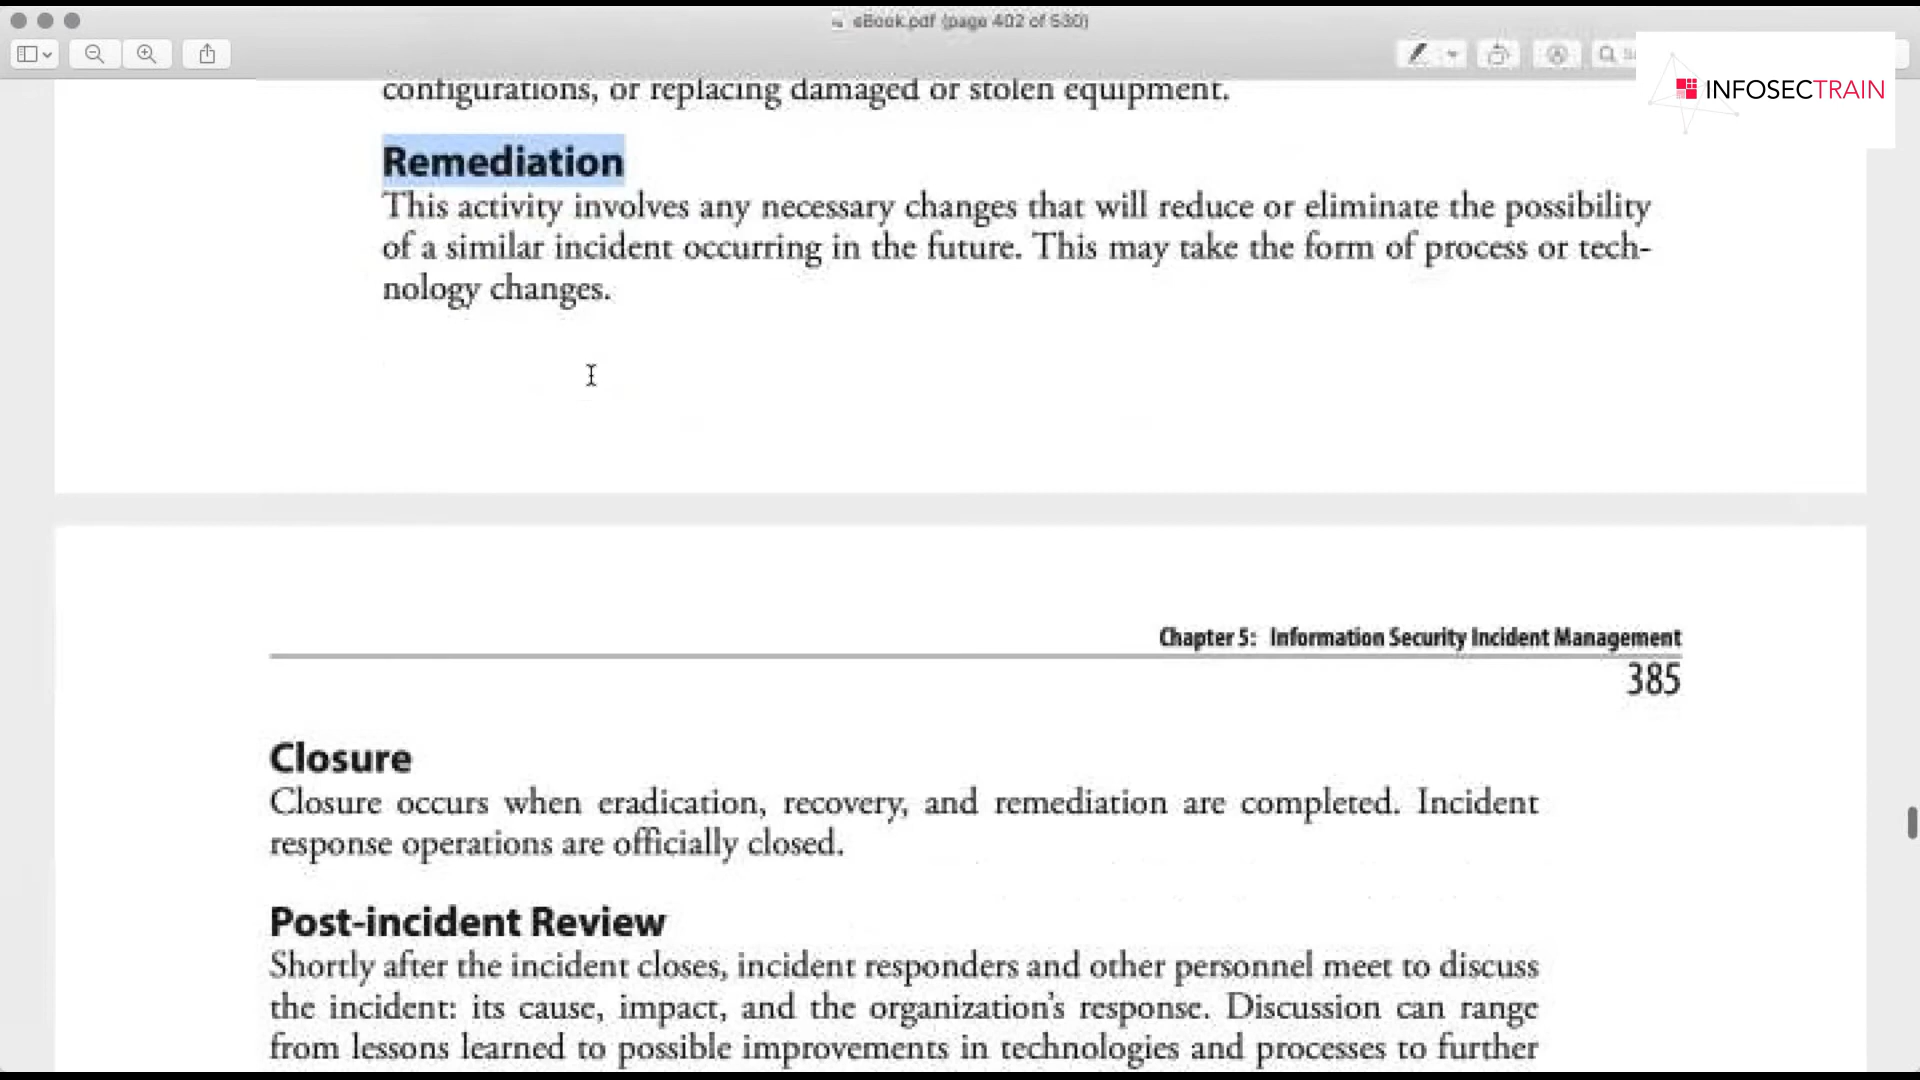 eBook.pdf (page 402 of 530)
INFOSECTRAIN
configurations, or replacing damaged or stolen equipment.
Remediation
This activity involves any necessary changes that will reduce or eliminate the possibility
of a similar incident occurring in the future. This may take the form of process or tech-
nology changes.
Chapter 5: Information Security Incident Management
385
Closure
Closure occurs when eradication, recovery, and remediation are completed. Incident
response operations are officially closed.
Post-incident Review
Shortly after the incident closes, incident responders and other personnel meet to discuss
the incident: its cause, impact, and the organization's response. Discussion can range
from lessons learned to possible improvements in technologies and processes to further